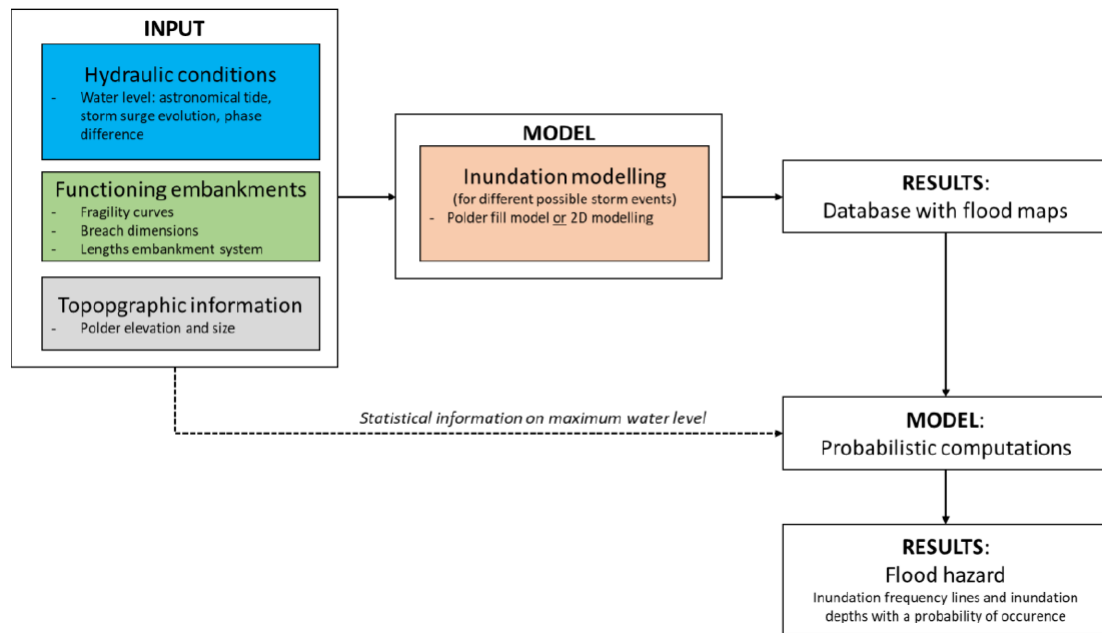 INPUT
Hydraulic conditions
- Water level: astronomical tide,
storm surge evolution, phase
difference
Functioning embankments
- Fragility curves
- Breach dimensions
- Lengths embankment system
Topopgraphic information
- Polder elevation and size
MODEL
Inundation modelling
(for different possible storm events)
- Polder fill model or 2D modelling
RESULTS:
Database with flood maps
Statistical information on maximum water level
MODEL:
Probabilistic computations
RESULTS:
Flood hazard
Inundation frequency lines and inundation
depths with a probability of occurence